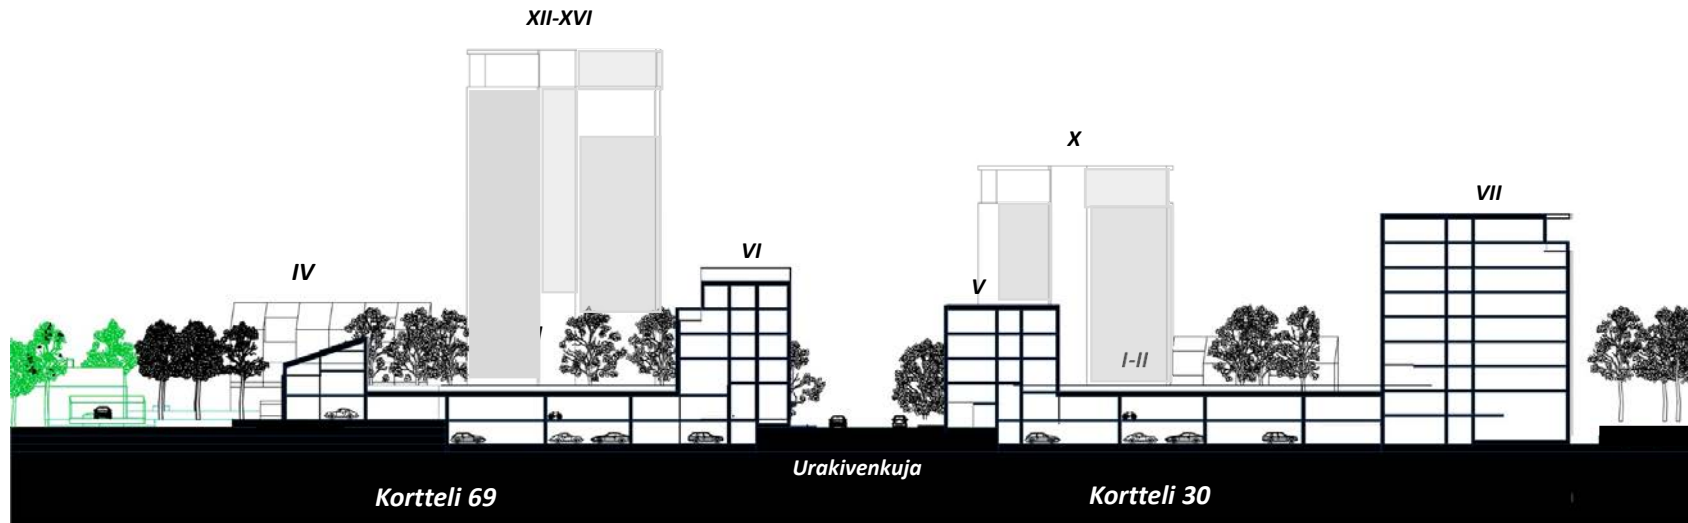 XII-XVI
X
VII
VI
IV
V
I-II
Urakivenkuja
Kortteli 69
Kortteli 30